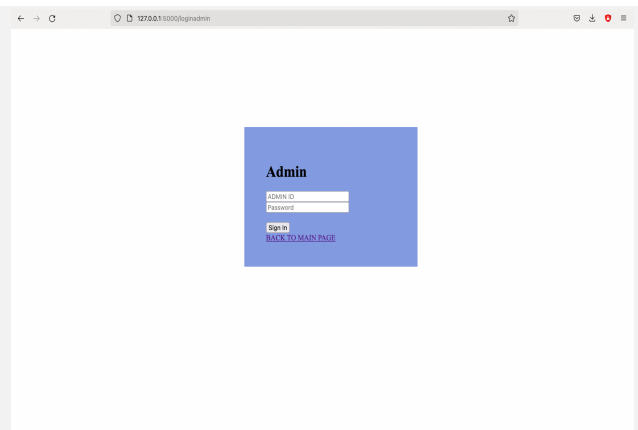 127.0.0.1:5000/loginadmin
Admin
ADMIN ID
Password
Sign In
BACK TO MAIN PAGE